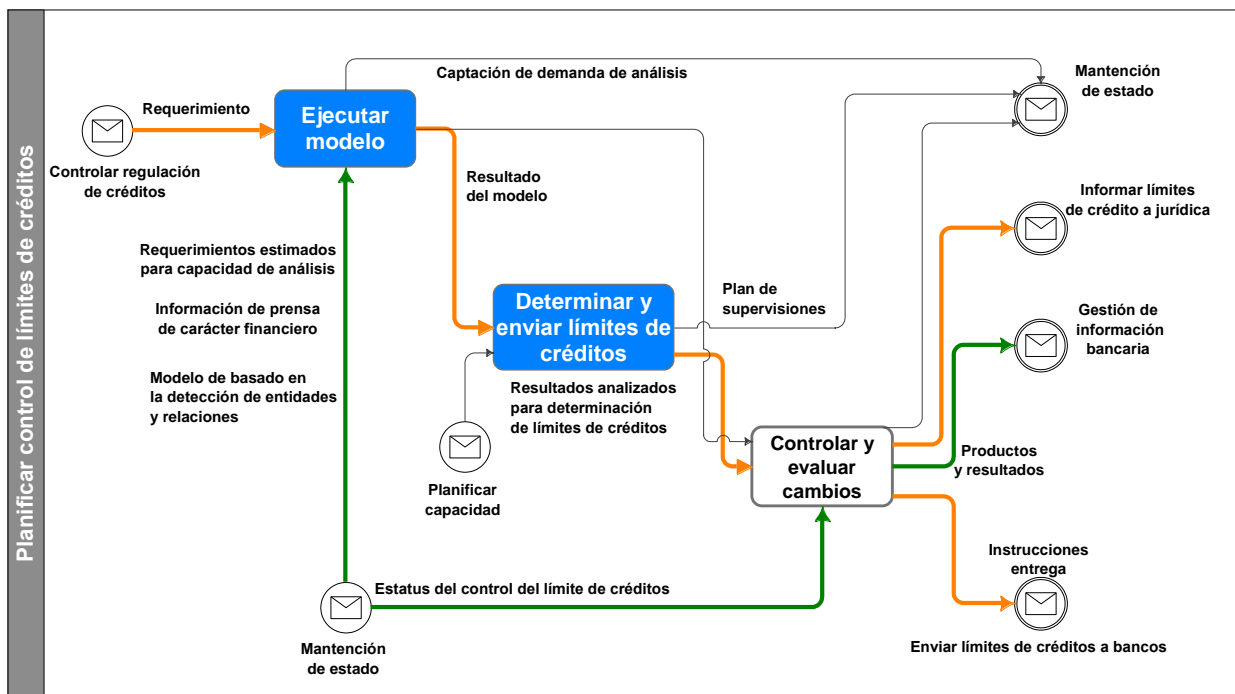 Planificar control de límites de créditos
Captación de demanda de análisis
Mantención
de estado
Requerimiento
Ejecutar
modelo
Controlar regulación
de créditos
Resultado
del modelo
Informar límites
de crédito a jurídica
Requerimientos estimados
para capacidad de análisis
Información de prensa
de carácter financiero
Modelo de basado en
la detección de entidades
y relaciones
Determinar y
enviar límites de
créditos
Plan de
supervisiones
Gestión de
información
bancaria
Resultados analizados
para determinación
de límites de créditos
Planificar
capacidad
Controlar y
evaluar
cambios
Productos
y resultados
Instrucciones
entrega
Estatus del control del límite de créditos
Mantención
de estado
Enviar límites de créditos a bancos